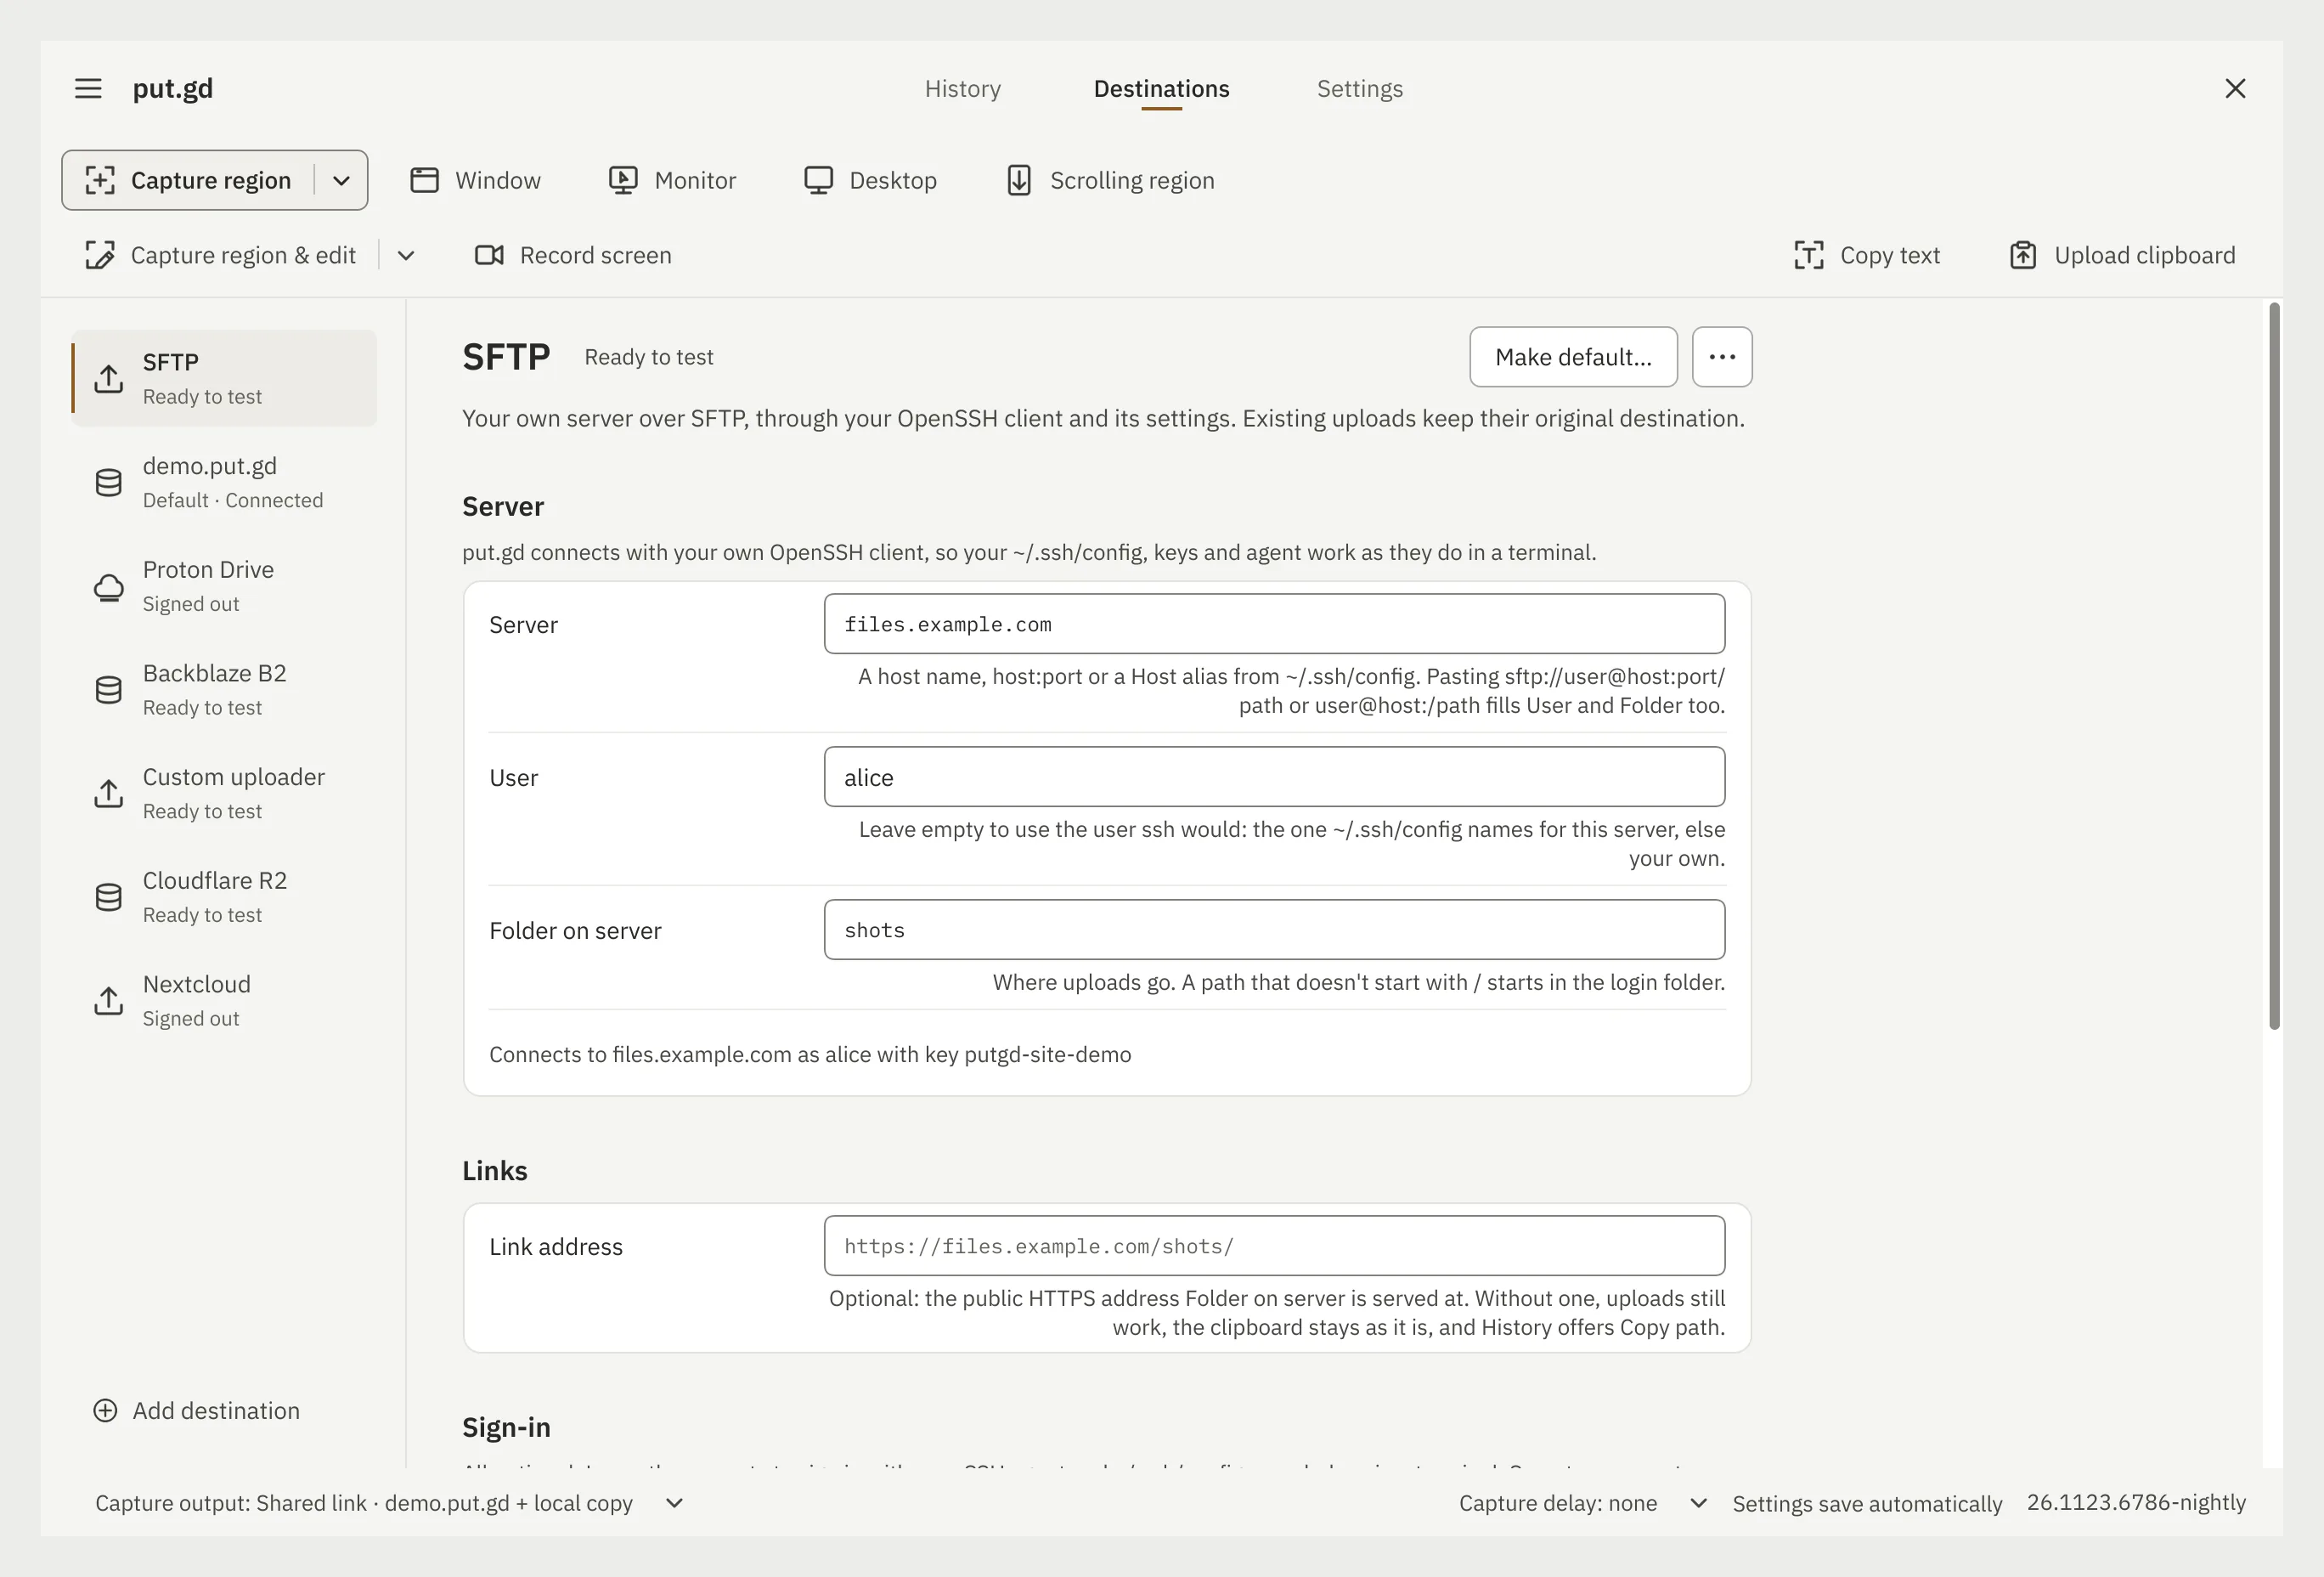 put.gd
History
Destinations
Settings
Capture region
Window
Monitor
Desktop
Scrolling region
Capture region & edit
Record screen
Copy text
Upload clipboard
SFTP
Ready to test
demo.put.gd
Default · Connected
Proton Drive
Signed out
Backblaze B2
Ready to test
Custom uploader
Ready to test
Cloudflare R2
Ready to test
Nextcloud
Signed out
Add destination
SFTP
Ready to test
Make default...
Your own server over SFTP, through your OpenSSH client and its settings. Existing uploads keep their original destination.
Server
put.gd connects with your own OpenSSH client, so your ~/.ssh/config, keys and agent work as they do in a terminal.
Server
files.example.com
A host name, host:port or a Host alias from ~/.ssh/config. Pasting sftp://user@host:port/
path or user@host:/path fills User and Folder too.
User
alice
Leave empty to use the user ssh would: the one ~/.ssh/config names for this server, else
your own.
Folder on server
shots
Where uploads go. A path that doesn't start with / starts in the login folder.
Connects to files.example.com as alice with key putgd-site-demo
Links
Link address
https://files.example.com/shots/
Optional: the public HTTPS address Folder on server is served at. Without one, uploads still
work, the clipboard stays as it is, and History offers Copy path.
Sign-in
Capture output: Shared link · demo.put.gd + local copy
Capture delay: none
Settings save automatically
26.1123.6786-nightly